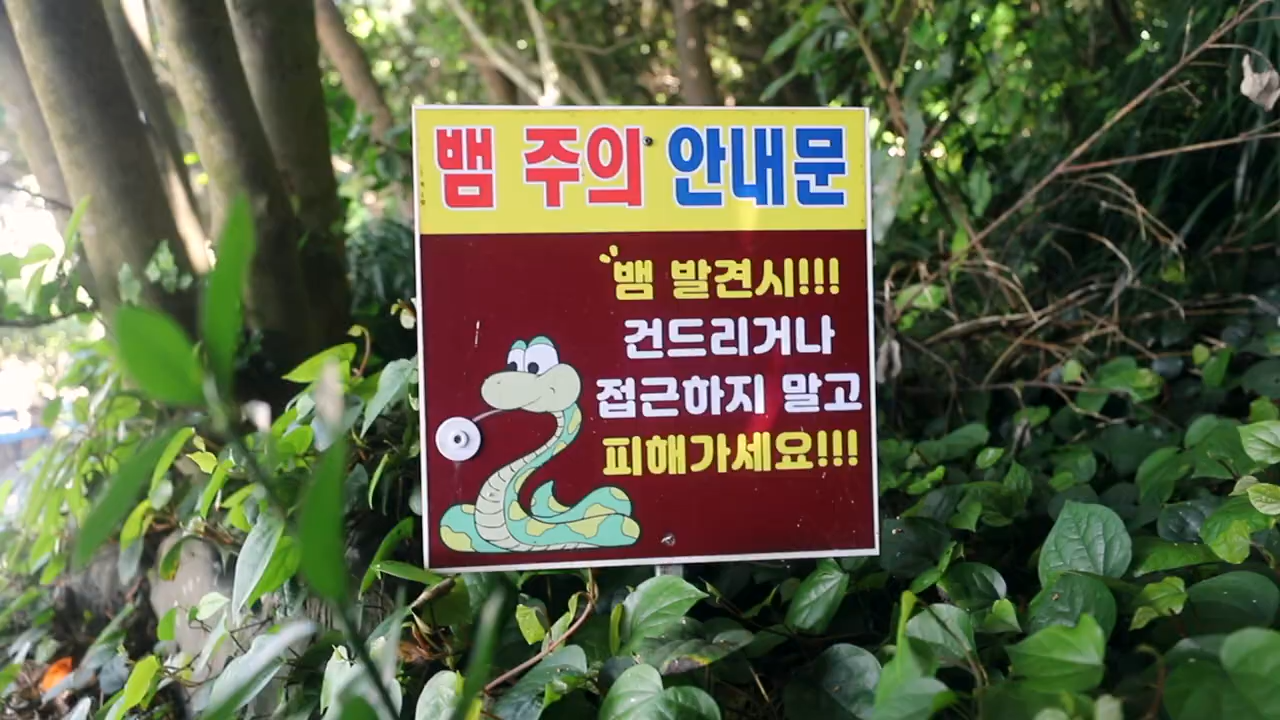 뱀 주의 안내문
뱀 발견시!!!
건드리거나
접근하지 말고
피해가세요!!!